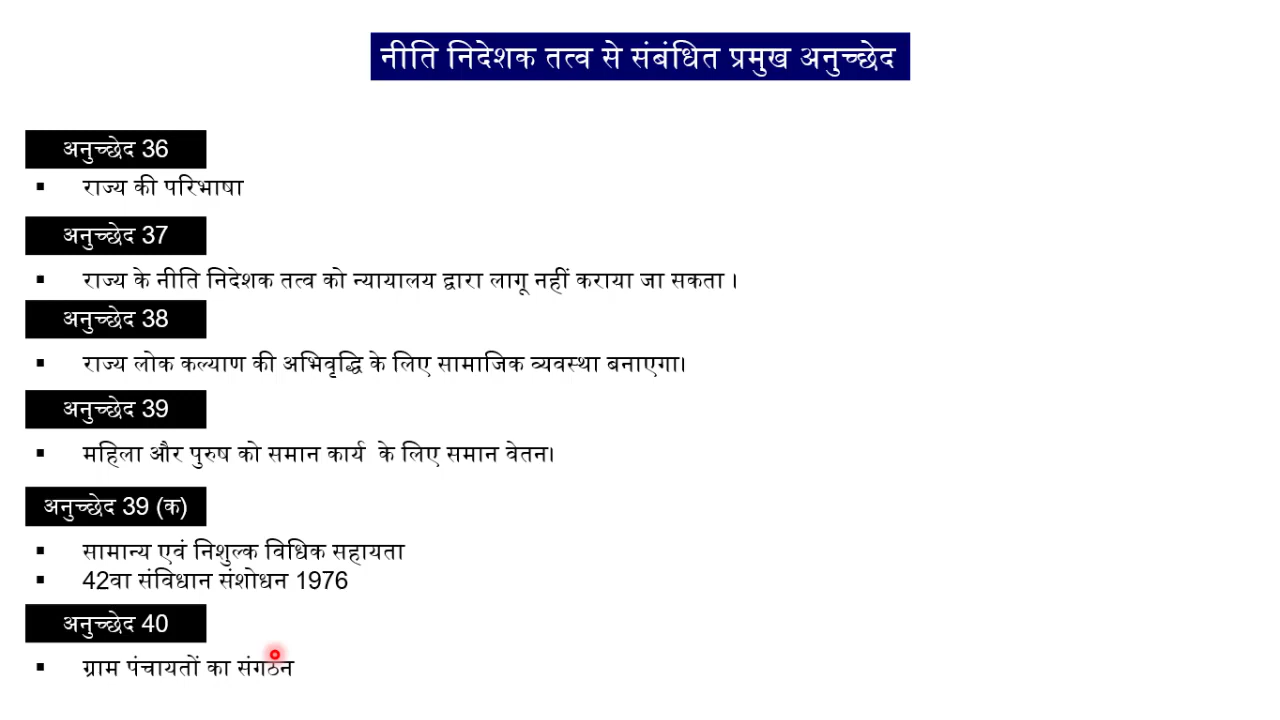 नीति निदेशक तत्व से संबंधित प्रमुख अनुच्छेद
अनुच्छेद 36
▪ राज्य की परिभाषा
अनुच्छेद 37
▪ राज्य के नीति निदेशक तत्व को न्यायालय द्वारा लागू नहीं कराया जा सकता ।
अनुच्छेद 38
▪ राज्य लोक कल्याण की अभिवृद्धि के लिए सामाजिक व्यवस्था बनाएगा।
अनुच्छेद 39
▪ महिला और पुरुष को समान कार्य के लिए समान वेतन।
अनुच्छेद 39 (क)
▪ सामान्य एवं निशुल्क विधिक सहायता
▪ 42वा संविधान संशोधन 1976
अनुच्छेद 40
▪ ग्राम पंचायतों का संगठन